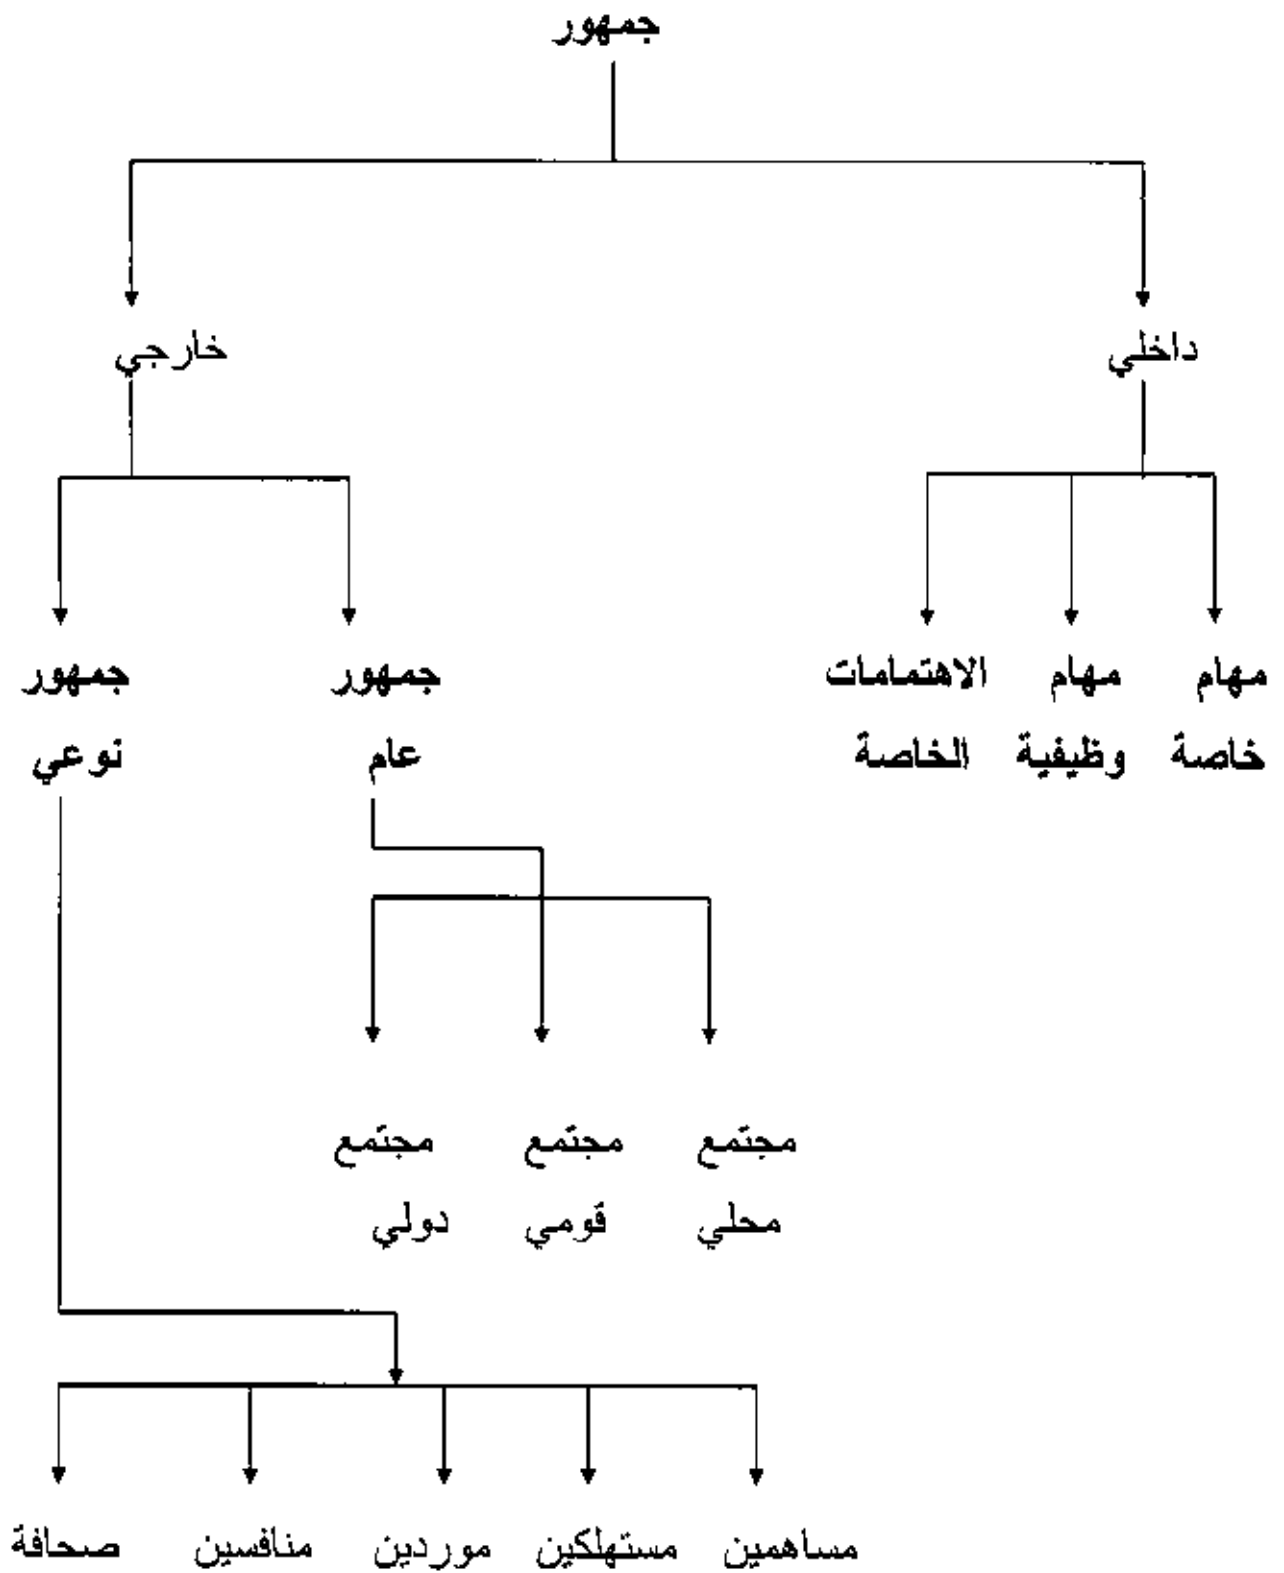 جمهور
داخلي
خارجي
مهام
خاصة
مهام
وظيفية
الاهتمامات
الخاصة
جمهور
عام
جمهور
نوعي
مجتمع
محلي
مجتمع
قومي
مجتمع
دولي
مساهمين
مستهلكين
موردين
منافسين
صحافة